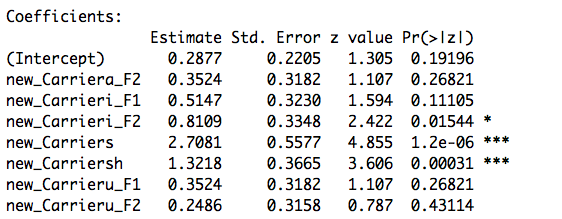 Coefficients:
Estimate Std. Error z value Pr(>|z|)
(Intercept) 0.2877 0.2205 1.305 0.19196
new_Carriera_F2 0.3524 0.3182 1.107 0.26821
new_Carrieri_F1 0.5147 0.3230 1.594 0.11105
new_Carrieri_F2 0.8109 0.3348 2.422 0.01544 *
new_Carriers 2.7081 0.5577 4.855 1.2e-06 ***
new_Carriersh 1.3218 0.3665 3.606 0.00031 ***
new_Carrieru_F1 0.3524 0.3182 1.107 0.26821
new_Carrieru_F2 0.2486 0.3158 0.787 0.43114